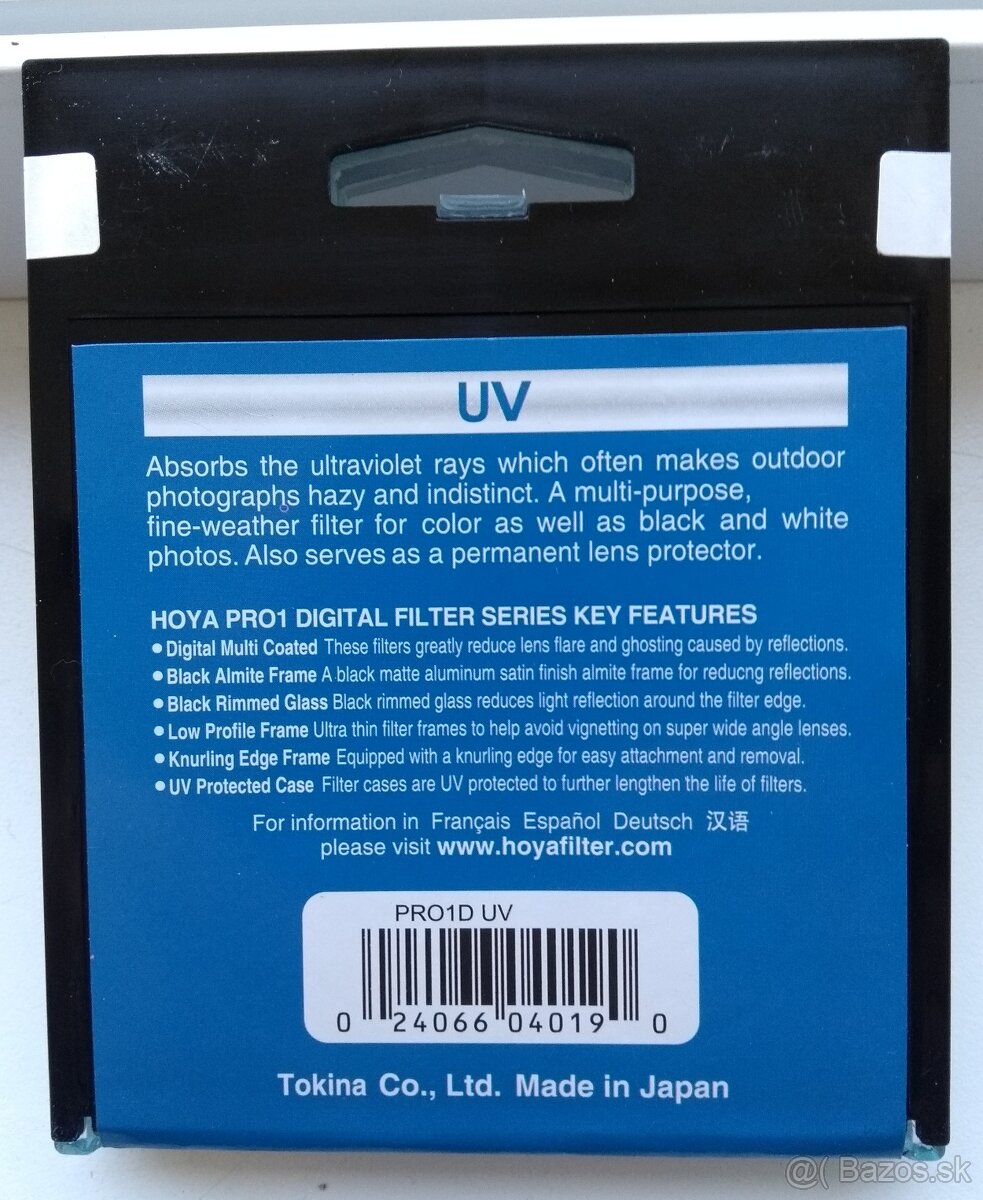 UV
Absorbs the ultraviolet rays which often makes outdoor
photographs hazy and indistinct. A multi-purpose,
fine-weather filter for color as well as black and white
photos. Also serves as a permanent lens protector.
HOYA PRO1 DIGITAL FILTER SERIES KEY FEATURES
• Digital Multi Coated These filters greatly reduce lens flare and ghosting caused by reflections.
• Black Almite Frame A black matte aluminum satin finish almite frame for reducng reflections.
• Black Rimmed Glass Black rimmed glass reduces light reflection around the filter edge.
• Low Profile Frame Ultra thin filter frames to help avoid vignetting on super wide angle lenses.
• Knurling Edge Frame Equipped with a knurling edge for easy attachment and removal.
• UV Protected Case Filter cases are UV protected to further lengthen the life of filters.
For information in Français Español Deutsch 汉语
please visit www.hoyafilter.com
PRO1D UV
0 24066 04019 0
Tokina Co., Ltd. Made in Japan
@( Bazos.sk